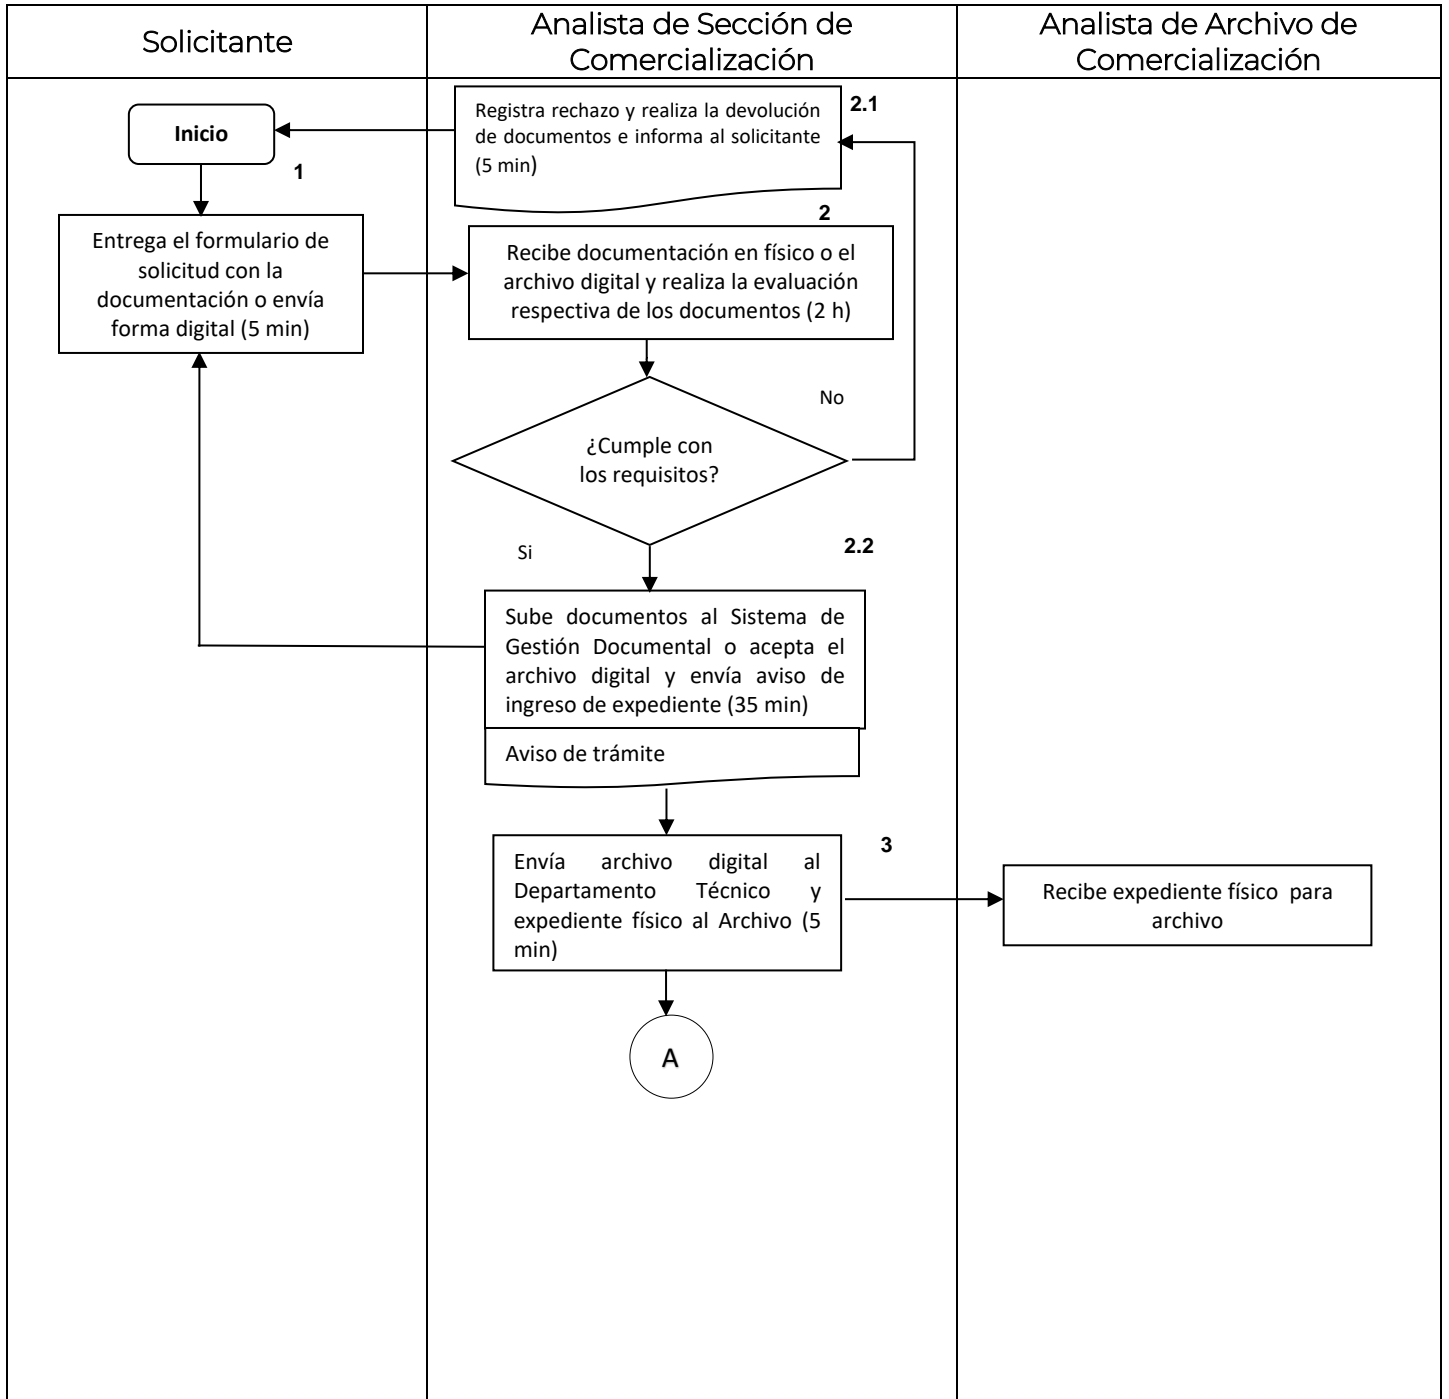 Solicitante
Analista de Sección de
Comercialización
Analista de Archivo de
Comercialización
Registra rechazo y realiza la devolución
de documentos e informa al solicitante
(5 min)
2.1
Inicio
1
Entrega el formulario de
solicitud con la
documentación o envía
forma digital (5 min)
2
Recibe documentación en físico o el
archivo digital y realiza la evaluación
respectiva de los documentos (2 h)
No
¿Cumple con
los requisitos?
Si
2.2
Sube documentos al Sistema de
Gestión Documental o acepta el
archivo digital y envía aviso de
ingreso de expediente (35 min)
Aviso de trámite
3
Envía archivo digital al
Departamento Técnico y
expediente físico al Archivo (5
min)
Recibe expediente físico para
archivo
A